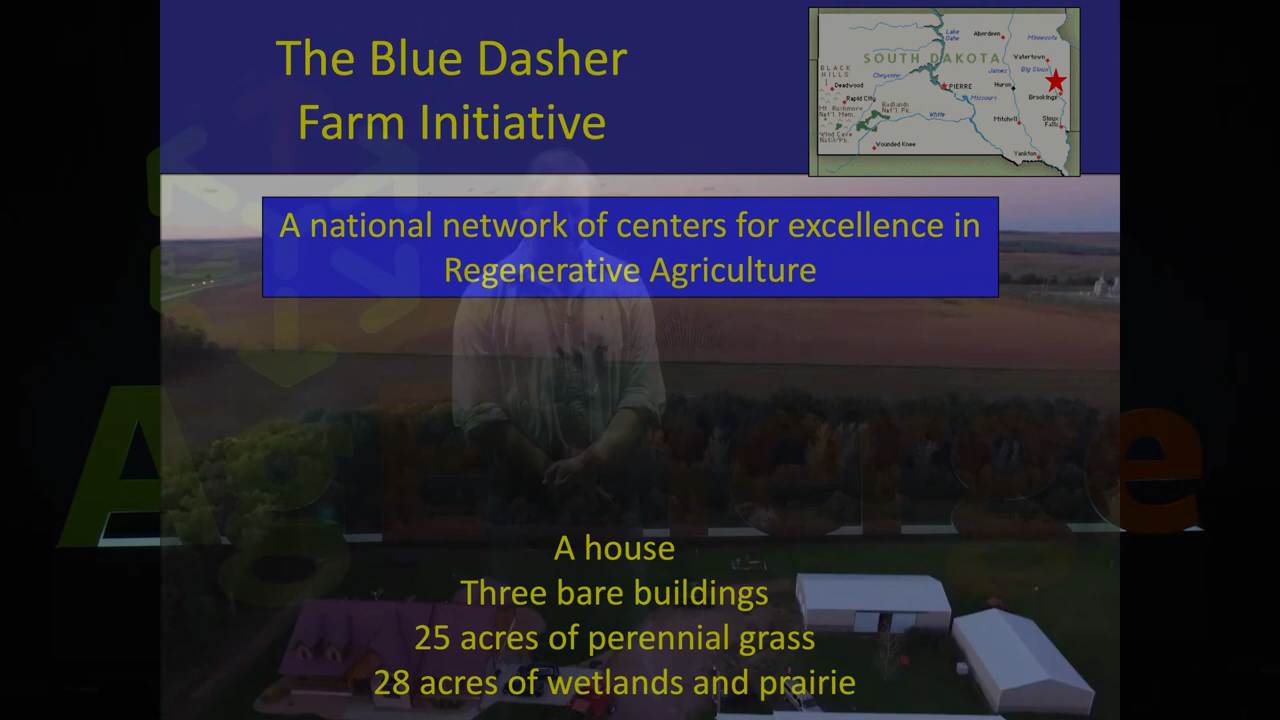 The Blue Dasher
Farm Initiative
Lake
Oahe
Aberdeen
Minnesota
SOUTH DAKOTA
Watertown
BLACK
HILLS
Cheyenne
James
Big Sioux
Deadwood
PIERRE
Huron
Rapid City
Missouri
Brookings
Mt. Rushmore
Nat'l. Mem.
Badlands
Nat'l. Pk.
White
Mitchell
Sioux
Falls
Wind Cave
Nat'l. Pk.
Wounded Knee
Yankton
A national network of centers for excellence in
Regenerative Agriculture
A house
Three bare buildings
25 acres of perennial grass
28 acres of wetlands and prairie